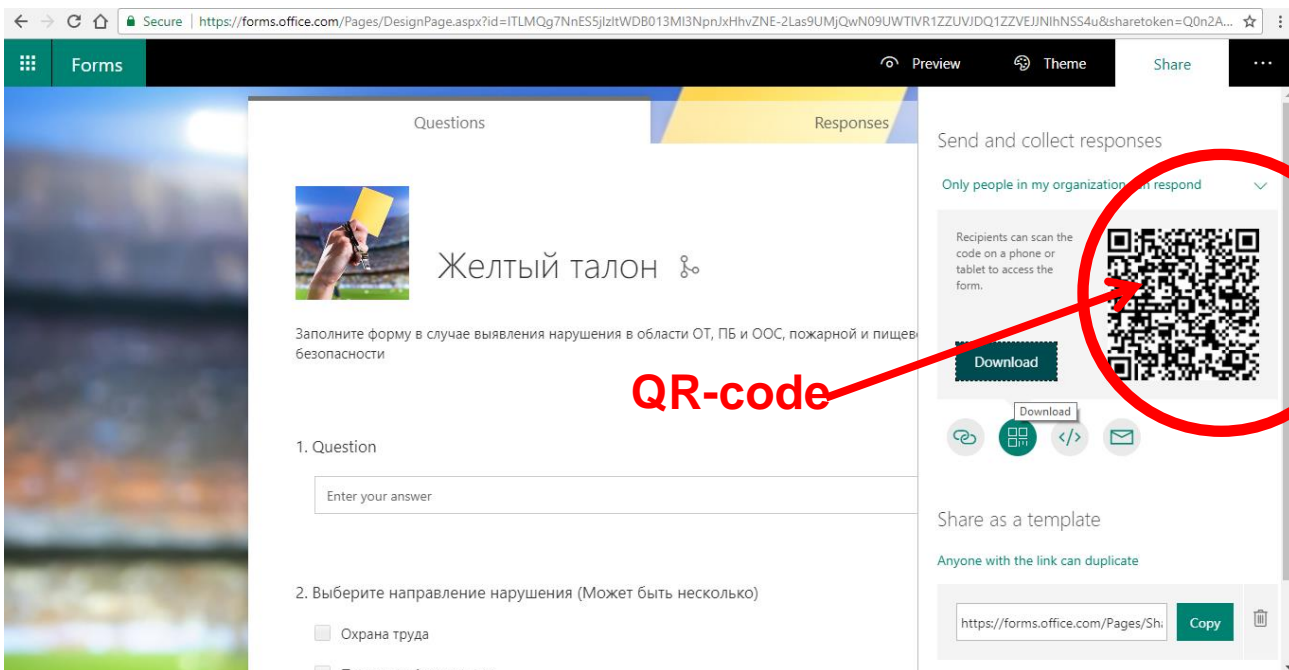 Secure | https://forms.office.com/Pages/DesignPage.aspx?id=ITLMQg7NnES5jIzItWDB013MI3NpnJxHhvZNE-2Las9UMjQwN09UWTlVR1ZZUVJDQ1ZZVEJJNlhNSS4u&sharetoken=Q0n2A...
Forms
Preview
Theme
Share
Questions
Responses
Желтый талон
Заполните форму в случае выявления нарушения в области ОТ, ПБ и ООС, пожарной и пищев
безопасности
1. Question
Enter your answer
2. Выберите направление нарушения (Может быть несколько)
Охрана труда
QR-code
Send and collect responses
Only people in my organization can respond
Recipients can scan the
code on a phone or
tablet to access the
form.
Download
Download
Share as a template
Anyone with the link can duplicate
https://forms.office.com/Pages/Sh
Copy